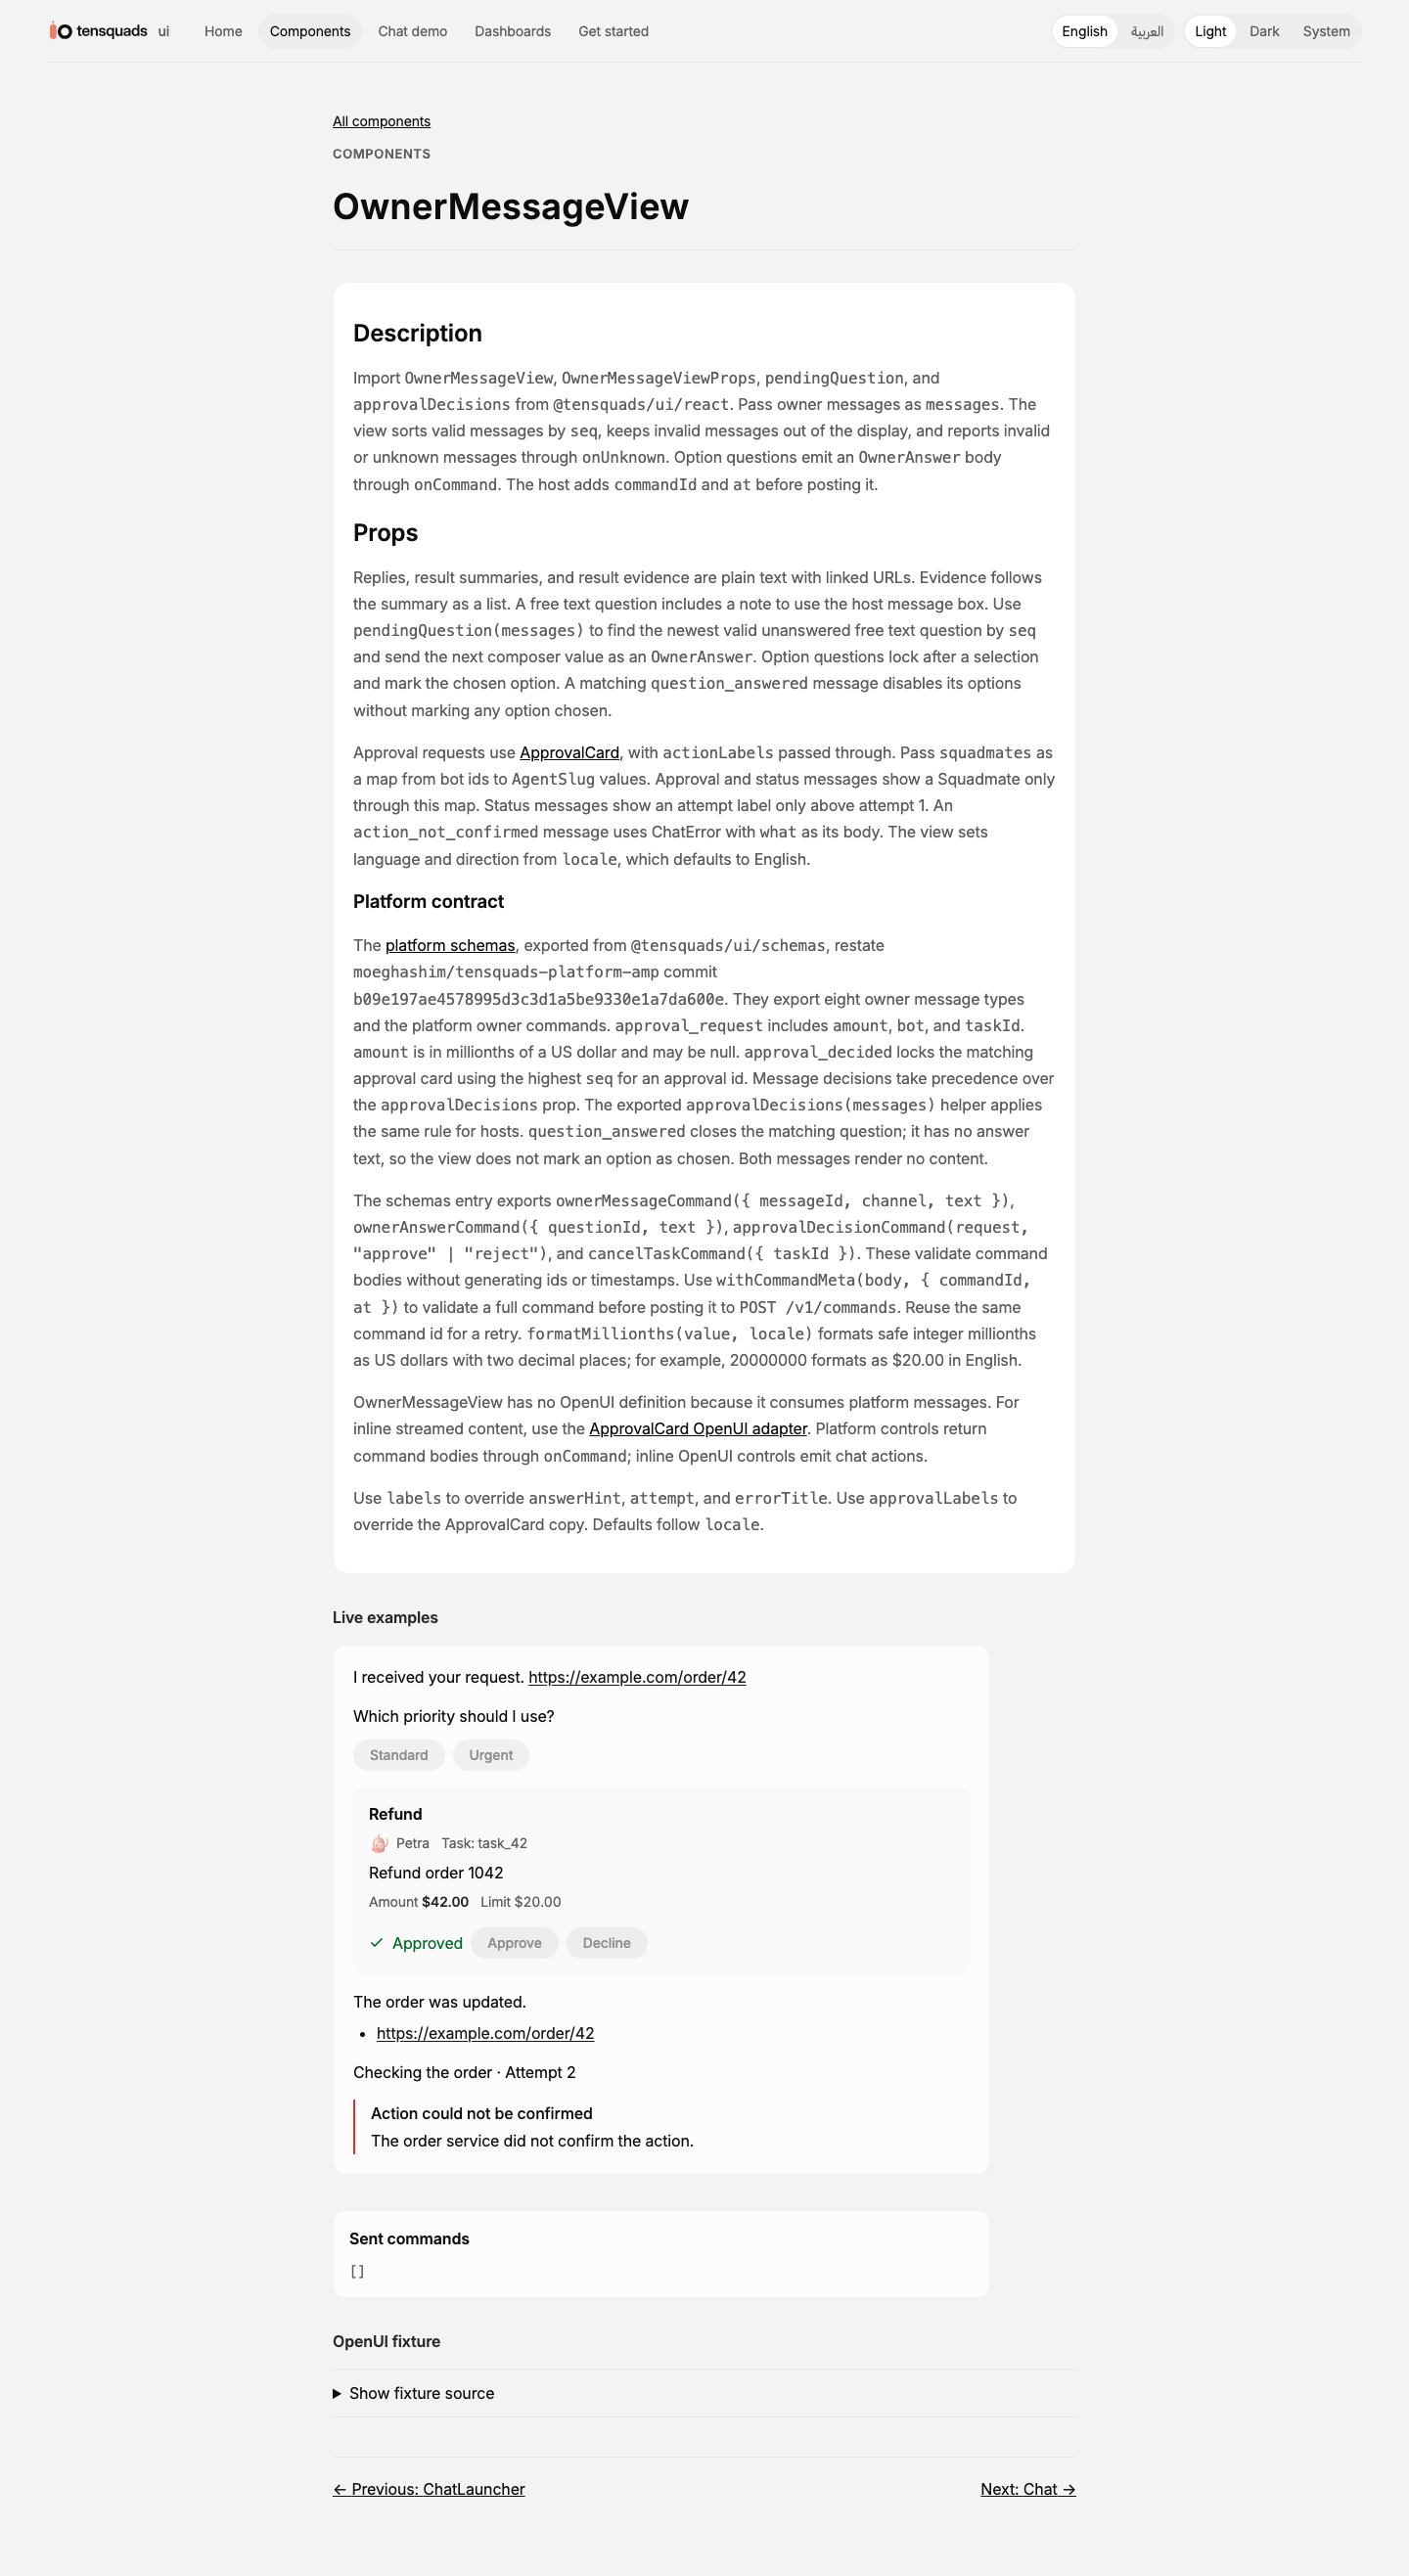 tensquads ui Home Components Chat demo Dashboards Get started English العربية Light Dark System
All components
COMPONENTS
OwnerMessageView
Description
Import OwnerMessageView, OwnerMessageViewProps, pendingQuestion, and
approvalDecisions from @tensquads/ui/react. Pass owner messages as messages. The
view sorts valid messages by seq, keeps invalid messages out of the display, and reports invalid
or unknown messages through onUnknown. Option questions emit an OwnerAnswer body
through onCommand. The host adds commandId and at before posting it.
Props
Replies, result summaries, and result evidence are plain text with linked URLs. Evidence follows
the summary as a list. A free text question includes a note to use the host message box. Use
pendingQuestion(messages) to find the newest valid unanswered free text question by seq
and send the next composer value as an OwnerAnswer. Option questions lock after a selection
and mark the chosen option. A matching question_answered message disables its options
without marking any option chosen.
Approval requests use ApprovalCard, with actionLabels passed through. Pass squadmates as
a map from bot ids to AgentSlug values. Approval and status messages show a Squadmate only
through this map. Status messages show an attempt label only above attempt 1. An
action_not_confirmed message uses ChatError with what as its body. The view sets
language and direction from locale, which defaults to English.
Platform contract
The platform schemas, exported from @tensquads/ui/schemas, restate
moeghashim/tensquads-platform-amp commit
b09e197ae4578995d3c3d1a5be9330e1a7da600e. They export eight owner message types
and the platform owner commands. approval_request includes amount, bot, and taskId.
amount is in millionths of a US dollar and may be null. approval_decided locks the matching
approval card using the highest seq for an approval id. Message decisions take precedence over
the approvalDecisions prop. The exported approvalDecisions(messages) helper applies
the same rule for hosts. question_answered closes the matching question; it has no answer
text, so the view does not mark an option as chosen. Both messages render no content.
The schemas entry exports ownerMessageCommand({ messageId, channel, text }),
ownerAnswerCommand({ questionId, text }), approvalDecisionCommand(request,
"approve" | "reject"), and cancelTaskCommand({ taskId }). These validate command
bodies without generating ids or timestamps. Use withCommandMeta(body, { commandId,
at }) to validate a full command before posting it to POST /v1/commands. Reuse the same
command id for a retry. formatMillionths(value, locale) formats safe integer millionths
as US dollars with two decimal places; for example, 20000000 formats as $20.00 in English.
OwnerMessageView has no OpenUI definition because it consumes platform messages. For
inline streamed content, use the ApprovalCard OpenUI adapter. Platform controls return
command bodies through onCommand; inline OpenUI controls emit chat actions.
Use labels to override answerHint, attempt, and errorTitle. Use approvalLabels to
override the ApprovalCard copy. Defaults follow locale.
Live examples
I received your request. https://example.com/order/42
Which priority should I use?
Standard Urgent
Refund
Petra Task: task_42
Refund order 1042
Amount $42.00 Limit $20.00
Approved Approve Decline
The order was updated.
• https://example.com/order/42
Checking the order · Attempt 2
Action could not be confirmed
The order service did not confirm the action.
Sent commands
[]
OpenUI fixture
▶ Show fixture source
← Previous: ChatLauncher Next: Chat →